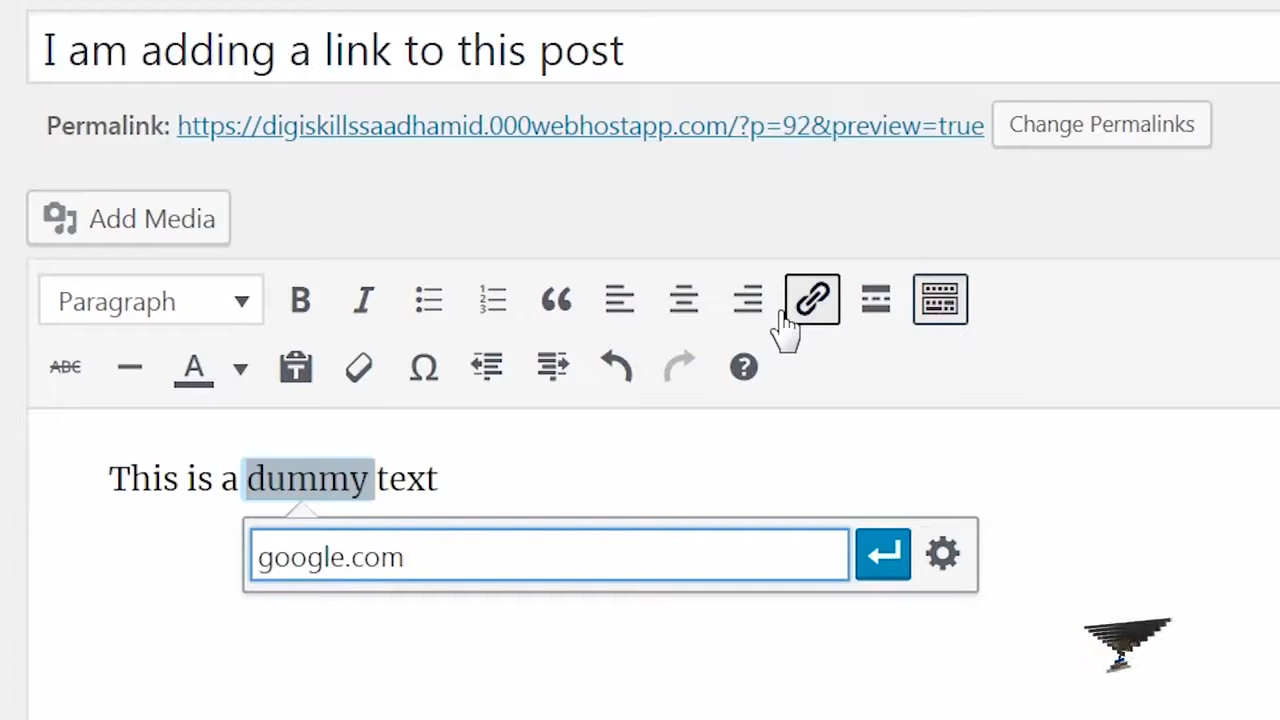 I am adding a link to this post
Permalink: https://digiskillssaadhamid.000webhostapp.com/?p=92&preview=true Change Permalinks
Add Media
Paragraph B I
ABC A
This is a dummy text
google.com